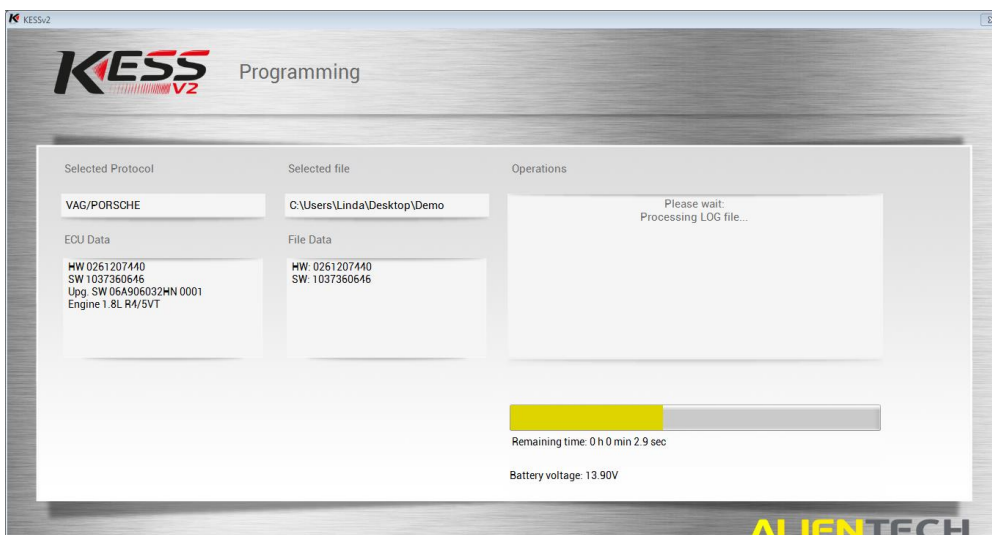 KESSv2
KESS
V2
Programming
Selected Protocol
Selected file
Operations
VAG/PORSCHE
C:\Users\Linda\Desktop\Demo
Please wait:
Processing LOG file...
ECU Data
File Data
HW 0261207440
SW 1037360646
Upg. SW 06A906032HN 0001
Engine 1.8L R4/5VT
HW: 0261207440
SW: 1037360646
Remaining time: 0 h 0 min 2.9 sec
Battery voltage: 13.90V
ALIENTECH